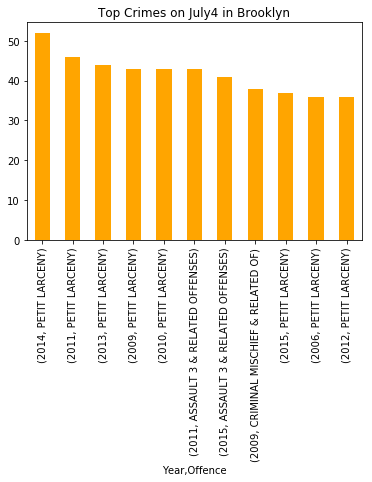 Top Crimes on July4 in Brooklyn
50
40
30
20
10
0
(2014, PETIT LARCENY)
(2011, PETIT LARCENY)
(2013, PETIT LARCENY)
(2009, PETIT LARCENY)
(2010, PETIT LARCENY)
(2011, ASSAULT 3 & RELATED OFFENSES)
(2015, ASSAULT 3 & RELATED OFFENSES)
(2009, CRIMINAL MISCHIEF & RELATED OF)
(2015, PETIT LARCENY)
(2006, PETIT LARCENY)
(2012, PETIT LARCENY)
Year,Offence